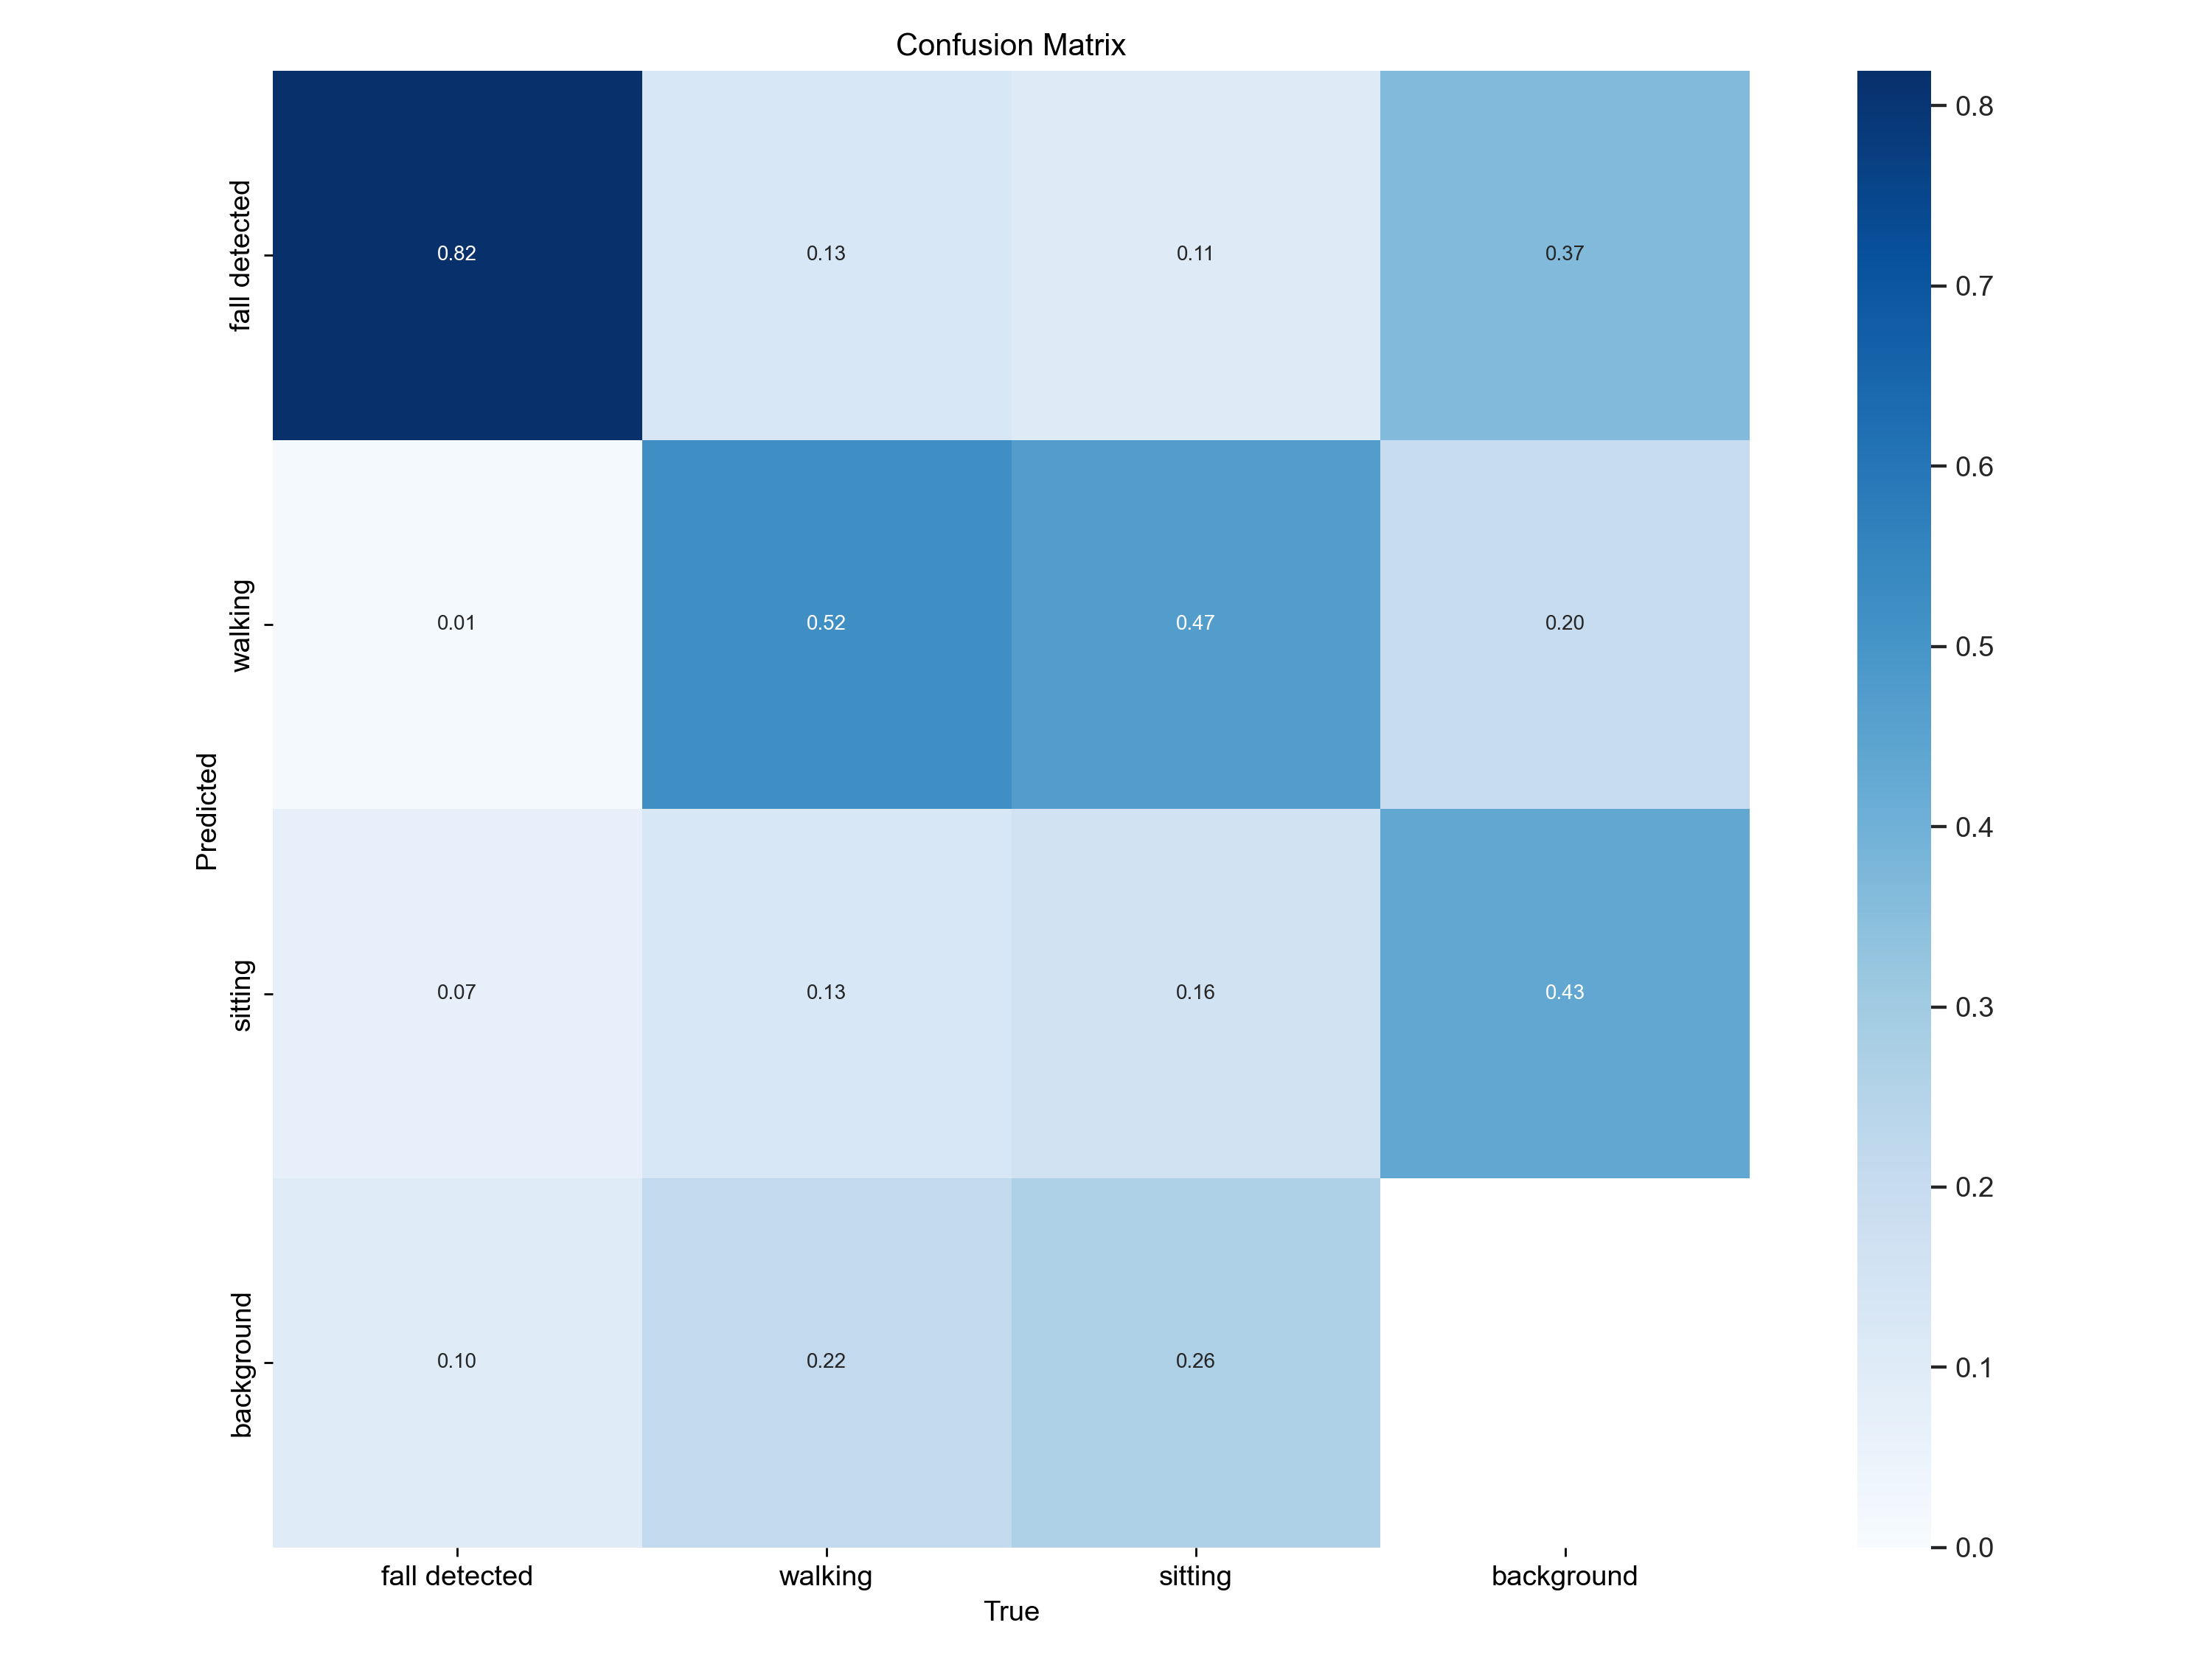 Confusion Matrix
fall detected
0.82
0.13
0.11
0.37
walking
0.01
0.52
0.47
0.20
Predicted
sitting
0.07
0.13
0.16
0.43
background
0.10
0.22
0.26
fall detected
walking
sitting
background
True
0.8
0.7
0.6
0.5
0.4
0.3
0.2
0.1
0.0